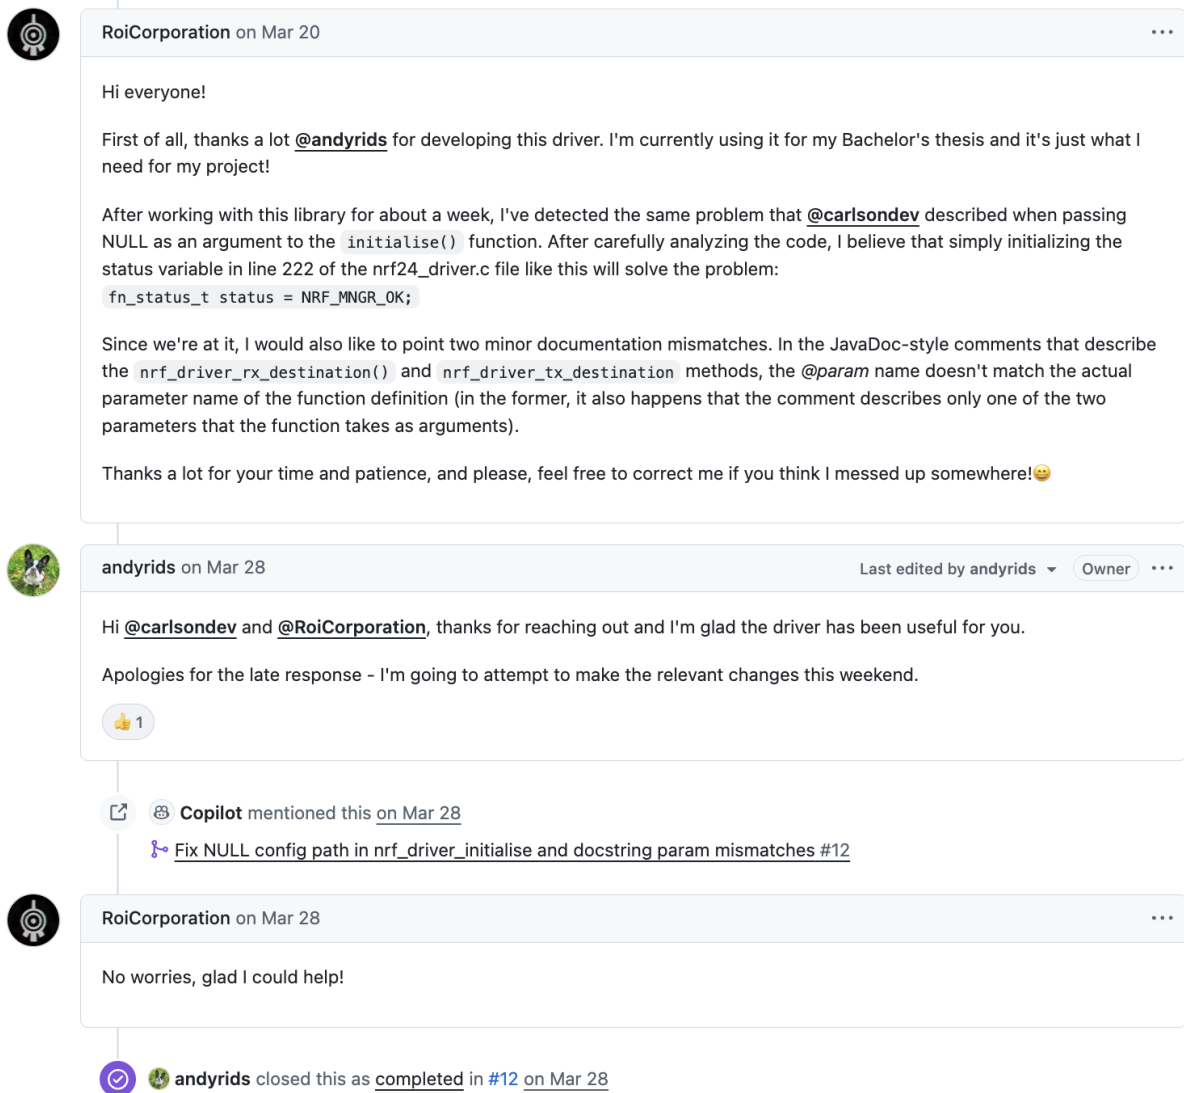 RoiCorporation on Mar 20
Hi everyone!
First of all, thanks a lot @andyrids for developing this driver. I'm currently using it for my Bachelor's thesis and it's just what I
need for my project!
After working with this library for about a week, I've detected the same problem that @carlsondev described when passing
NULL as an argument to the initialise() function. After carefully analyzing the code, I believe that simply initializing the
status variable in line 222 of the nrf24_driver.c file like this will solve the problem:
fn_status_t status = NRF_MNGR_OK;
Since we're at it, I would also like to point two minor documentation mismatches. In the JavaDoc-style comments that describe
the nrf_driver_rx_destination() and nrf_driver_tx_destination methods, the @param name doesn't match the actual
parameter name of the function definition (in the former, it also happens that the comment describes only one of the two
parameters that the function takes as arguments).
Thanks a lot for your time and patience, and please, feel free to correct me if you think I messed up somewhere!😄
andyrids on Mar 28 Last edited by andyrids Owner
Hi @carlsondev and @RoiCorporation, thanks for reaching out and I'm glad the driver has been useful for you.
Apologies for the late response - I'm going to attempt to make the relevant changes this weekend.
👍 1
Copilot mentioned this on Mar 28
Fix NULL config path in nrf_driver_initialise and docstring param mismatches #12
RoiCorporation on Mar 28
No worries, glad I could help!
andyrids closed this as completed in #12 on Mar 28